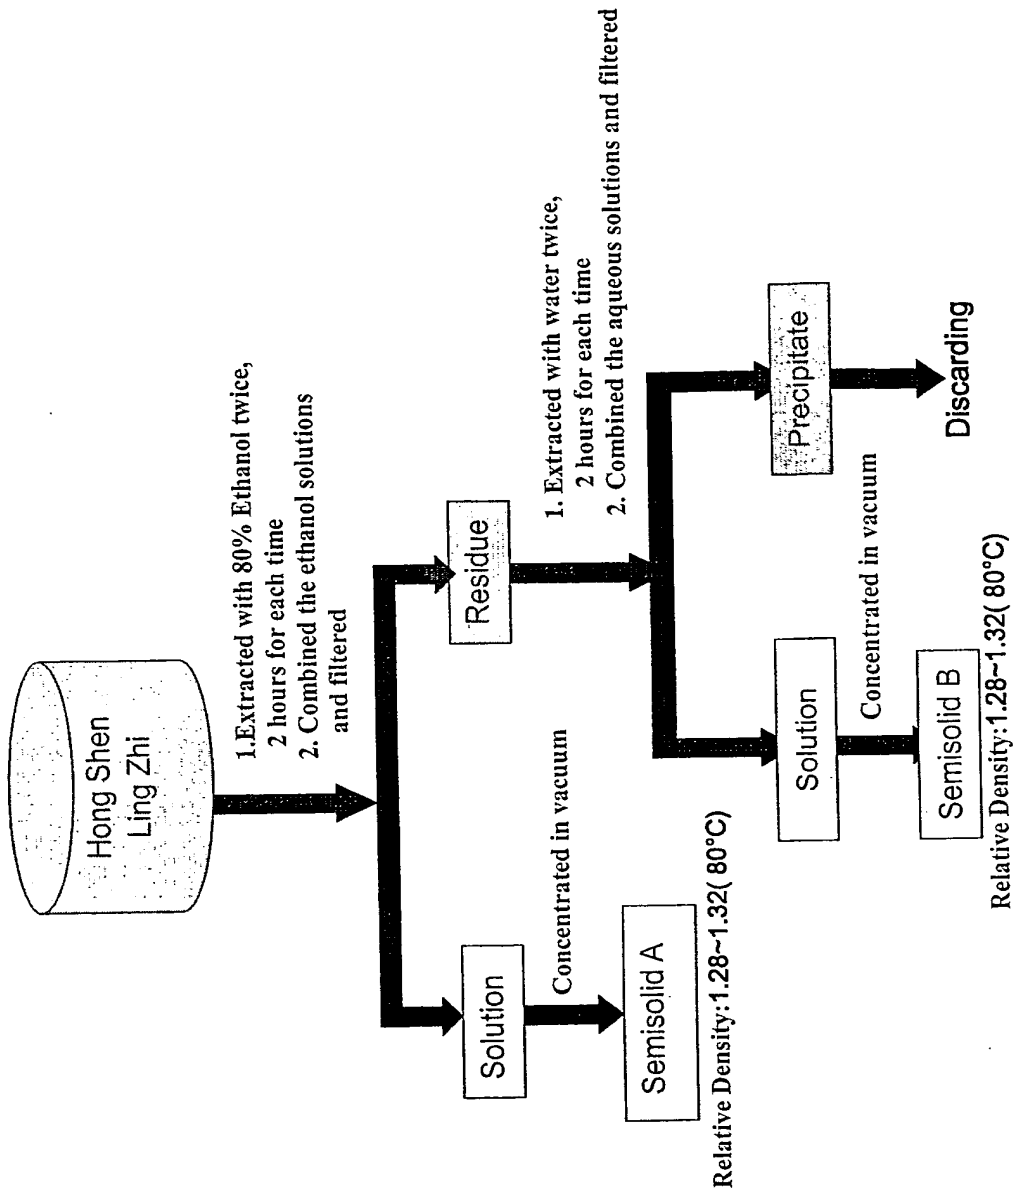 Hong Shen
Ling Zhi
1.Extracted with 80% Ethanol twice,
2 hours for each time
2. Combined the ethanol solutions
and filtered
Solution
Concentrated in vacuum
Semisolid A
Relative Density:1.28~1.32( 80°C)
Residue
1. Extracted with water twice,
2 hours for each time
2. Combined the aqueous solutions and filtered
Solution
Concentrated in vacuum
Semisolid B
Relative Density:1.28~1.32( 80°C)
Precipitate
Discarding